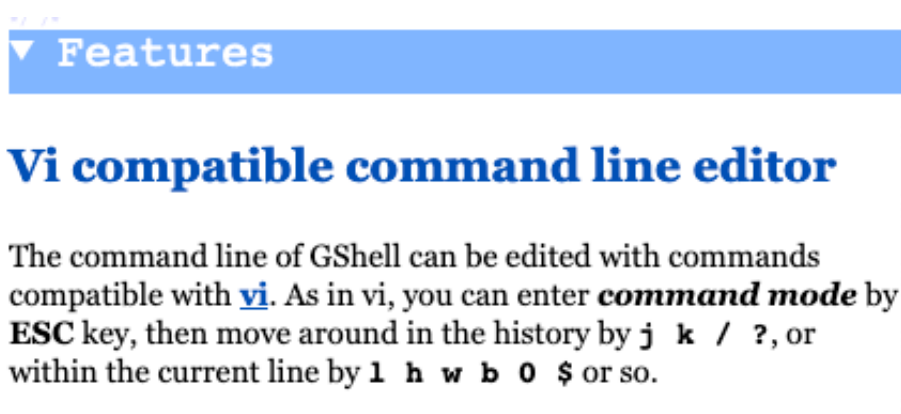 ▼ Features
Vi compatible command line editor
The command line of GShell can be edited with commands
compatible with vi. As in vi, you can enter command mode by
ESC key, then move around in the history by j k / ?, or
within the current line by l h w b 0 $ or so.